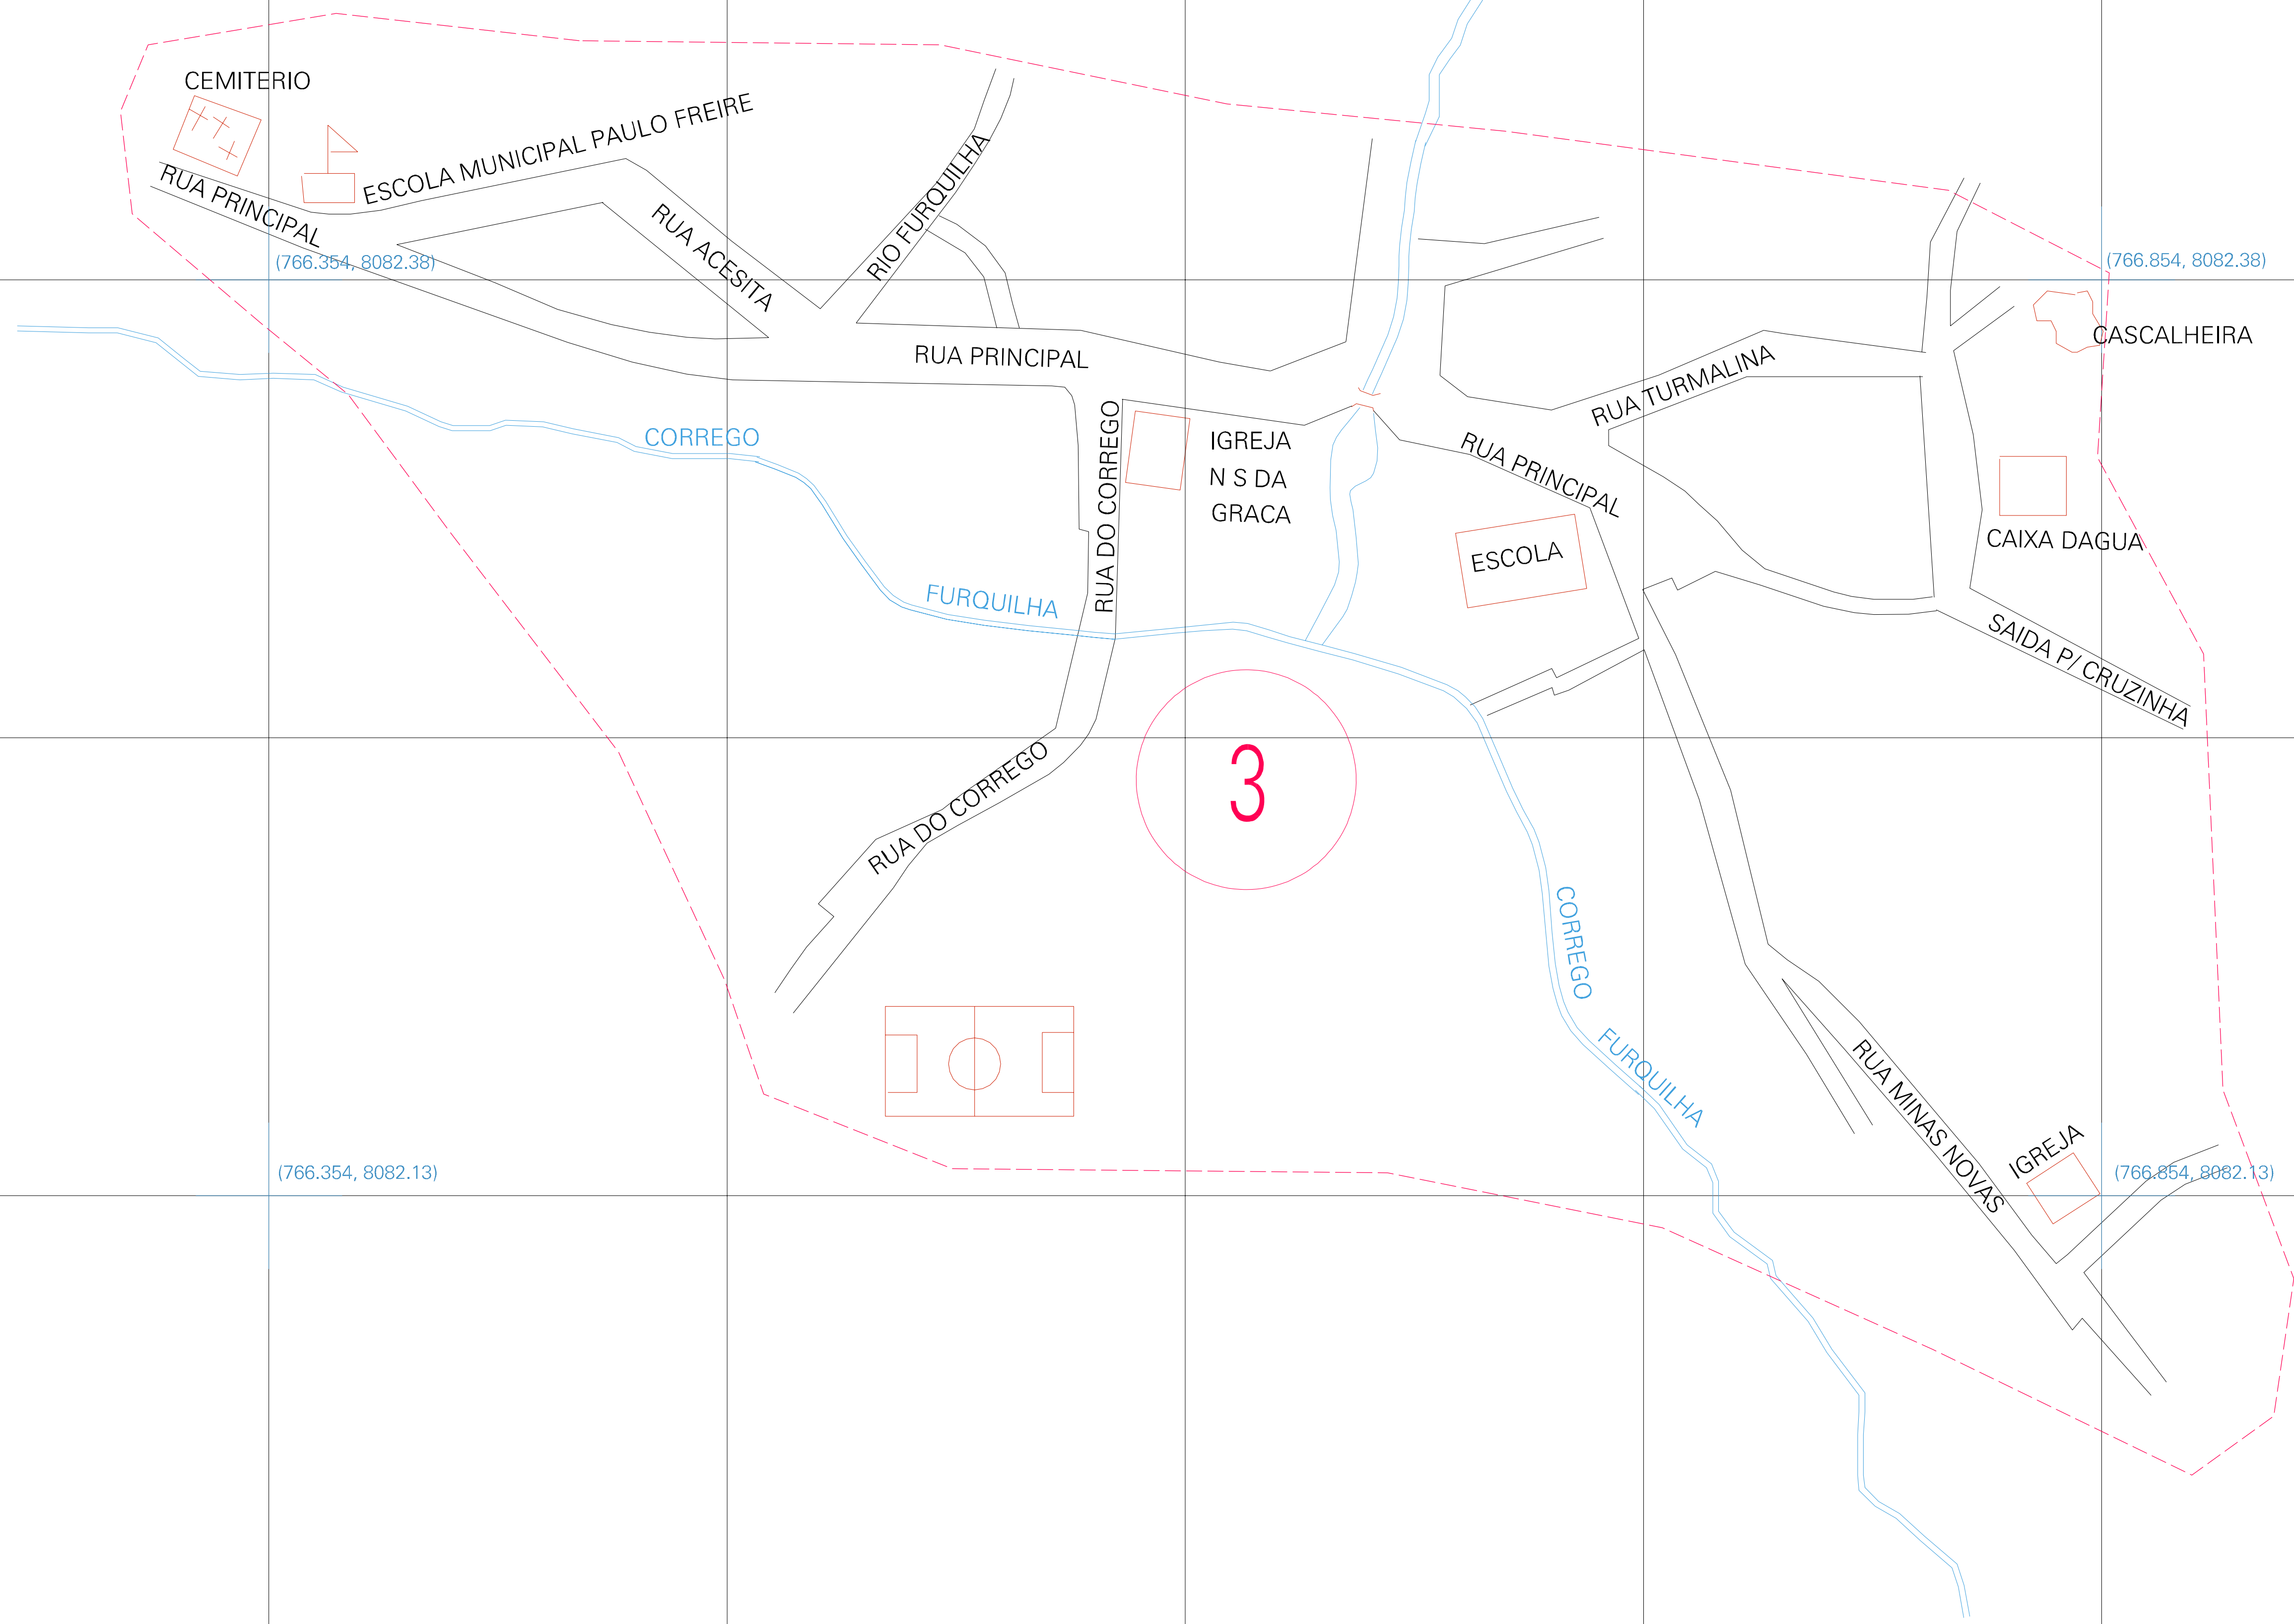 CEMITERIO
ESCOLA MUNICIPAL PAULO FREIRE
RUA PRINCIPAL
RUA ACESITA
RIO FURQUILHA
(766.354, 8082.38)
(766.854, 8082.38)
CASCALHEIRA
RUA PRINCIPAL
RUA TURMALINA
CORREGO
RUA DO CORREGO
IGREJA
N S DA
GRACA
RUA PRINCIPAL
ESCOLA
CAIXA DAGUA
FURQUILHA
SAIDA P/ CRUZINHA
3
RUA DO CORREGO
CORREGO
FURQUILHA
RUA MINAS NOVAS
IGREJA
(766.354, 8082.13)
(766.854, 8082.13)